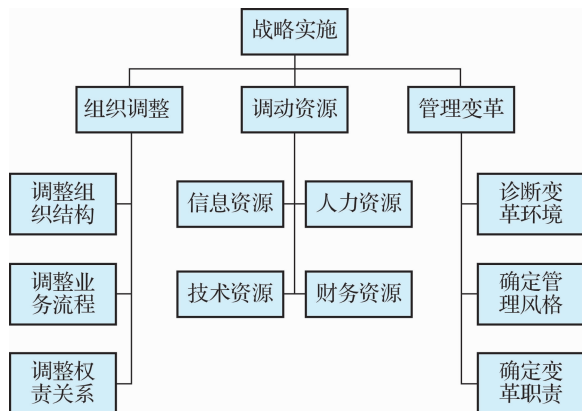 战略实施
组织调整
调动资源
管理变革
调整组
织结构
信息资源
人力资源
诊断变
革环境
调整业
务流程
技术资源
财务资源
确定管
理风格
调整权
责关系
确定变
革职责